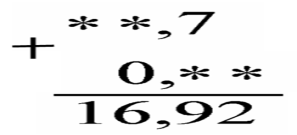 + * *,7
0,* *
16,92